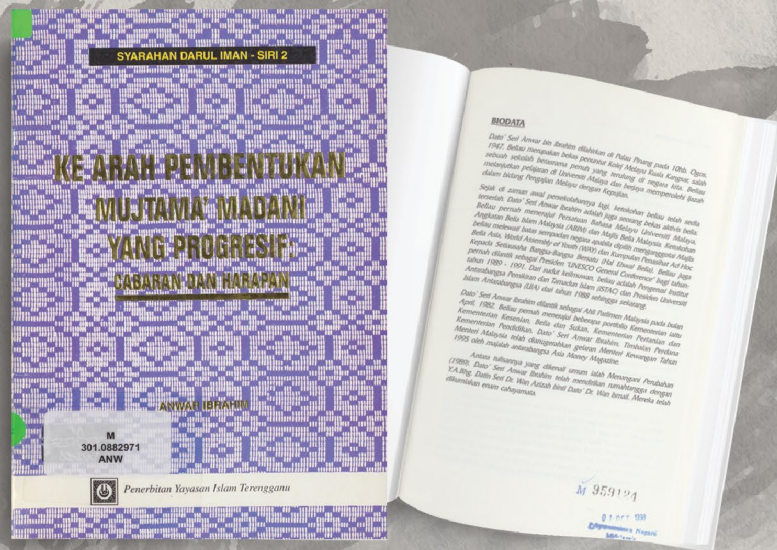 SYARAHAN DARUL IMAN - SIRI 2
KE ARAH PEMBENTUKAN
MUJTAMA' MADANI
YANG PROGRESIF:
CABARAN DAN HARAPAN
ANWAR IBRAHIM
M
301.0882971
ANW
Penerbitan Yayasan Islam Terengganu
BIODATA
Dato' Seri Anwar bin Ibrahim dilahirkan di Pulau Pinang pada 10hb. Ogos,
1947. Beliau merupakan bekas penuntut Kolej Melayu Kuala Kangsar, salah
sebuah sekolah berasrama penuh yang terulung di negara kita. Beliau
melanjutkan pelajaran di Universiti Malaya dan berjaya memperolehi Ijazah
dalam bidang Pengajian Melayu dengan Kepujian.
Sejak di zaman awal persekolahannya lagi, ketokohan beliau telah sedia
terserlah. Dato' Seri Anwar Ibrahim adalah juga seorang bekas aktivis belia.
Beliau pernah menerajui Persatuan Bahasa Melayu Universiti Malaya,
Angkatan Belia Islam Malaysia (ABIM) dan Majlis Belia Malaysia. Ketokohan
beliau melewati batas sempadan negara apabila dipilih menganggotai Majlis
Belia Asia, World Assembly of Youth (WAY) dan Kumpulan Penasihat Ad Hoc
Kepada Setiausaha Bangsa-Bangsa Bersatu (Hal Ehwal Belia). Beliau juga
pernah dilantik sebagai Presiden 'UNESCO General Conference' bagi tahun
tahun 1989 - 1991. Dari sudut keilmuwan, Beliau adalah Pengerusi Institut
Antarabangsa Pemikiran dan Tamadun Islam (ISTAC) dan Presiden Universiti
Islam Antarabangsa (UIA) dari tahun 1988 sehingga sekarang.
Dato' Seri Anwar Ibrahim dilantik sebagai Ahli Parlimen Malaysia pada bulan
April, 1982. Beliau pernah menerajui beberapa portfolio Kementerian iaitu
Kementerian Kesenian, Belia dan Sukan, Kementerian Pertanian dan
Kementerian Pendidikan. Dato' Seri Anwar Ibrahim, Timbalan Perdana
Menteri Malaysia telah dianugerahkan gelaran Menteri Kewangan Tahun
1995 oleh majalah antarabangsa Asia Money Magazine.
Antara tulisannya yang dikenali umum ialah Menangani Perubahan
(1989). Dato' Seri Anwar Ibrahim telah mendirikan rumahtangga dengan
Y.A.Bhg. Datin Seri Dr. Wan Azizah binti Dato' Dr. Wan Ismail. Mereka telah
dikurniakan enam cahayamata.
M 959124
Negara